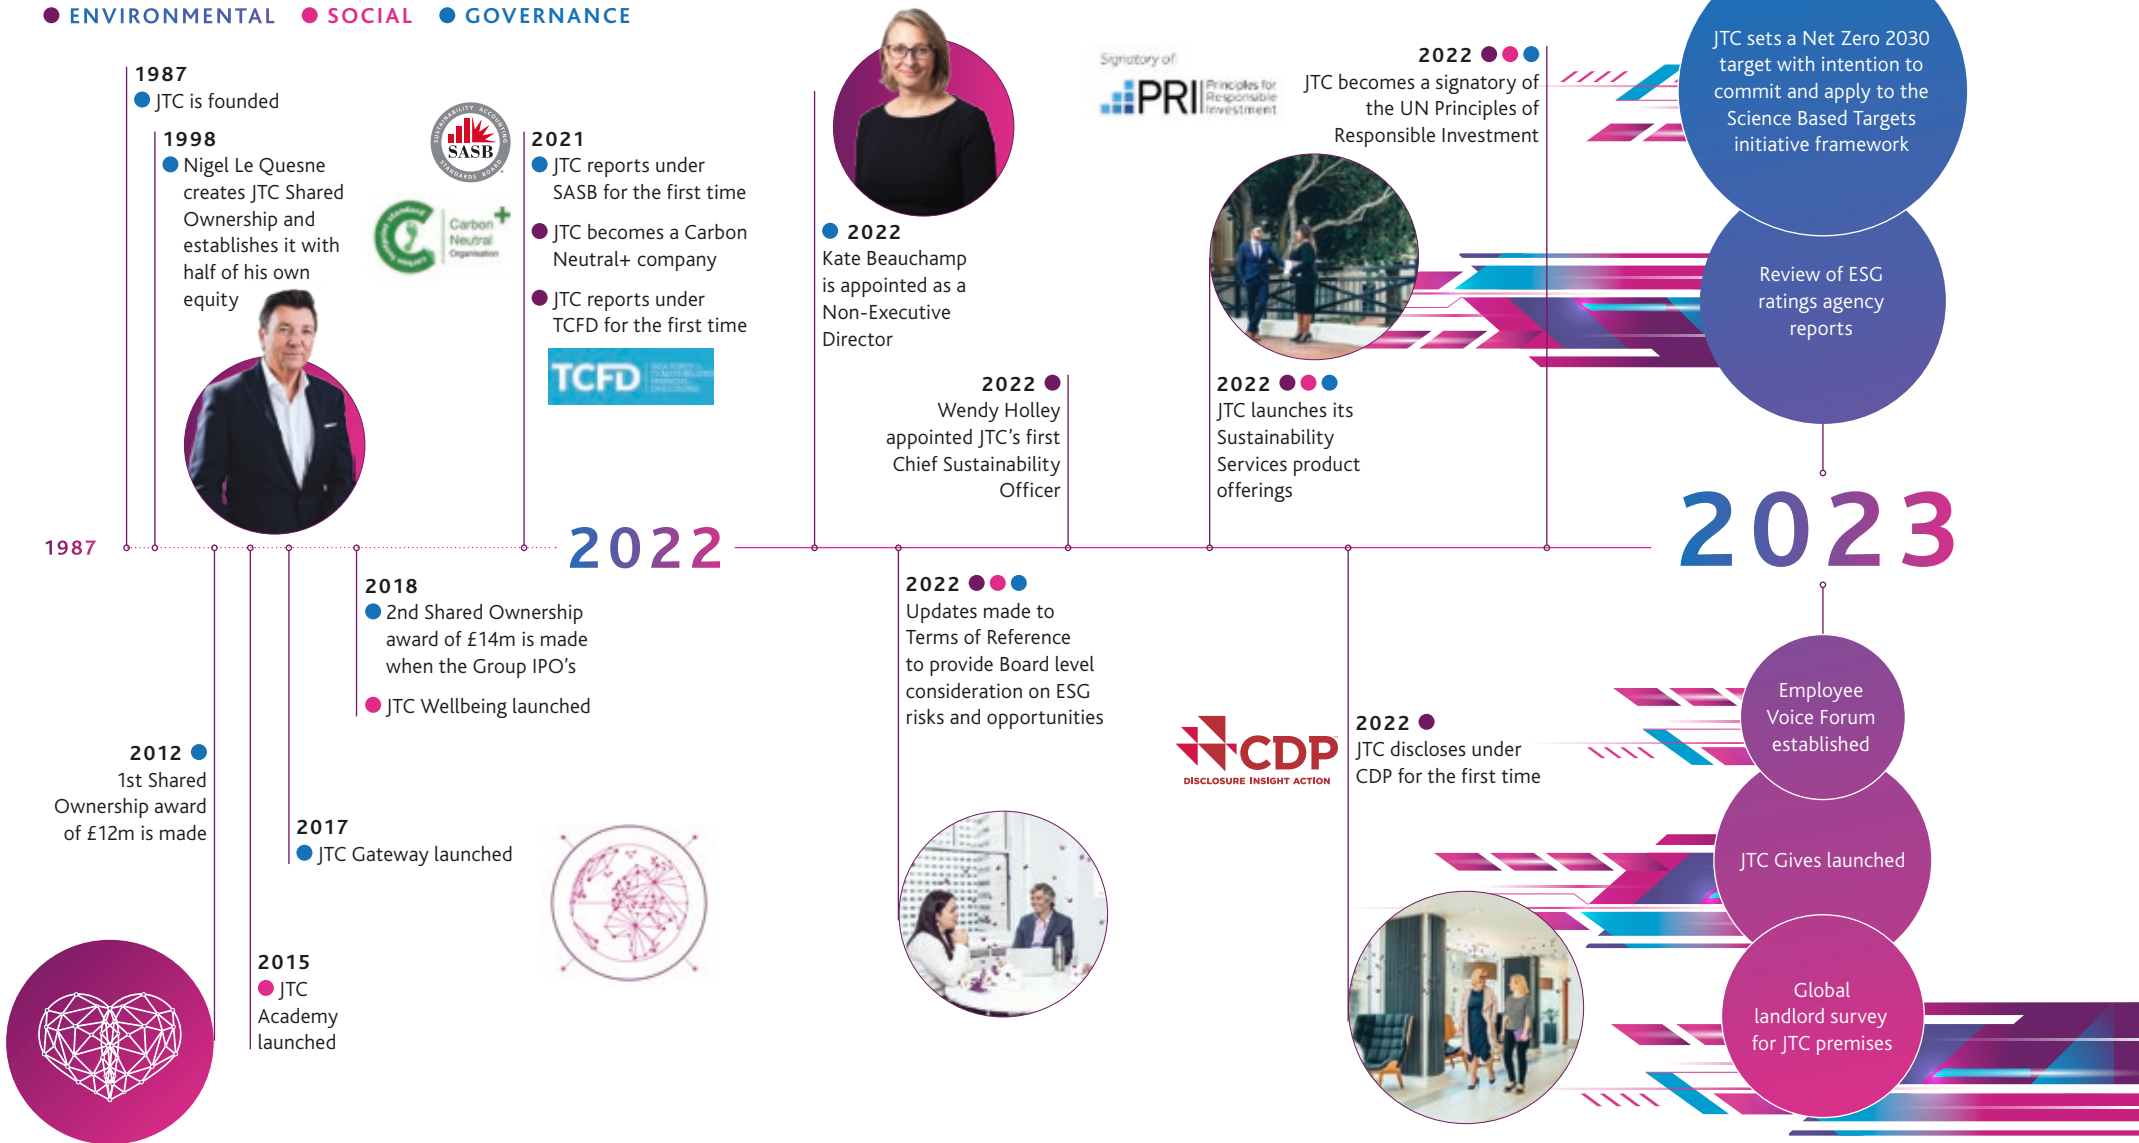 ENVIRONMENTAL SOCIAL GOVERNANCE
1987
JTC is founded
1998
Nigel Le Quesne
creates JTC Shared
Ownership and
establishes it with
half of his own
equity
SUSTAINABILITY ACCOUNTING
SASB
STANDARDS BOARD
Carbon
Neutral
Organisation
2021
JTC reports under
SASB for the first time
JTC becomes a Carbon
Neutral+ company
JTC reports under
TCFD for the first time
TCFD
2022
Kate Beauchamp
is appointed as a
Non-Executive
Director
2022
Wendy Holley
appointed JTC's first
Chief Sustainability
Officer
Signatory of:
PRI Principles for
Responsible
Investment
2022
JTC launches its
Sustainability
Services product
offerings
2022
JTC becomes a signatory of
the UN Principles of
Responsible Investment
JTC sets a Net Zero 2030
target with intention to
commit and apply to the
Science Based Targets
initiative framework
Review of ESG
ratings agency
reports
1987
2022
2023
2012
1st Shared
Ownership award
of £12m is made
2015
JTC
Academy
launched
2017
JTC Gateway launched
2018
2nd Shared Ownership
award of £14m is made
when the Group IPO's
JTC Wellbeing launched
2022
Updates made to
Terms of Reference
to provide Board level
consideration on ESG
risks and opportunities
CDP
DISCLOSURE INSIGHT ACTION
2022
JTC discloses under
CDP for the first time
Employee
Voice Forum
established
JTC Gives launched
Global
landlord survey
for JTC premises